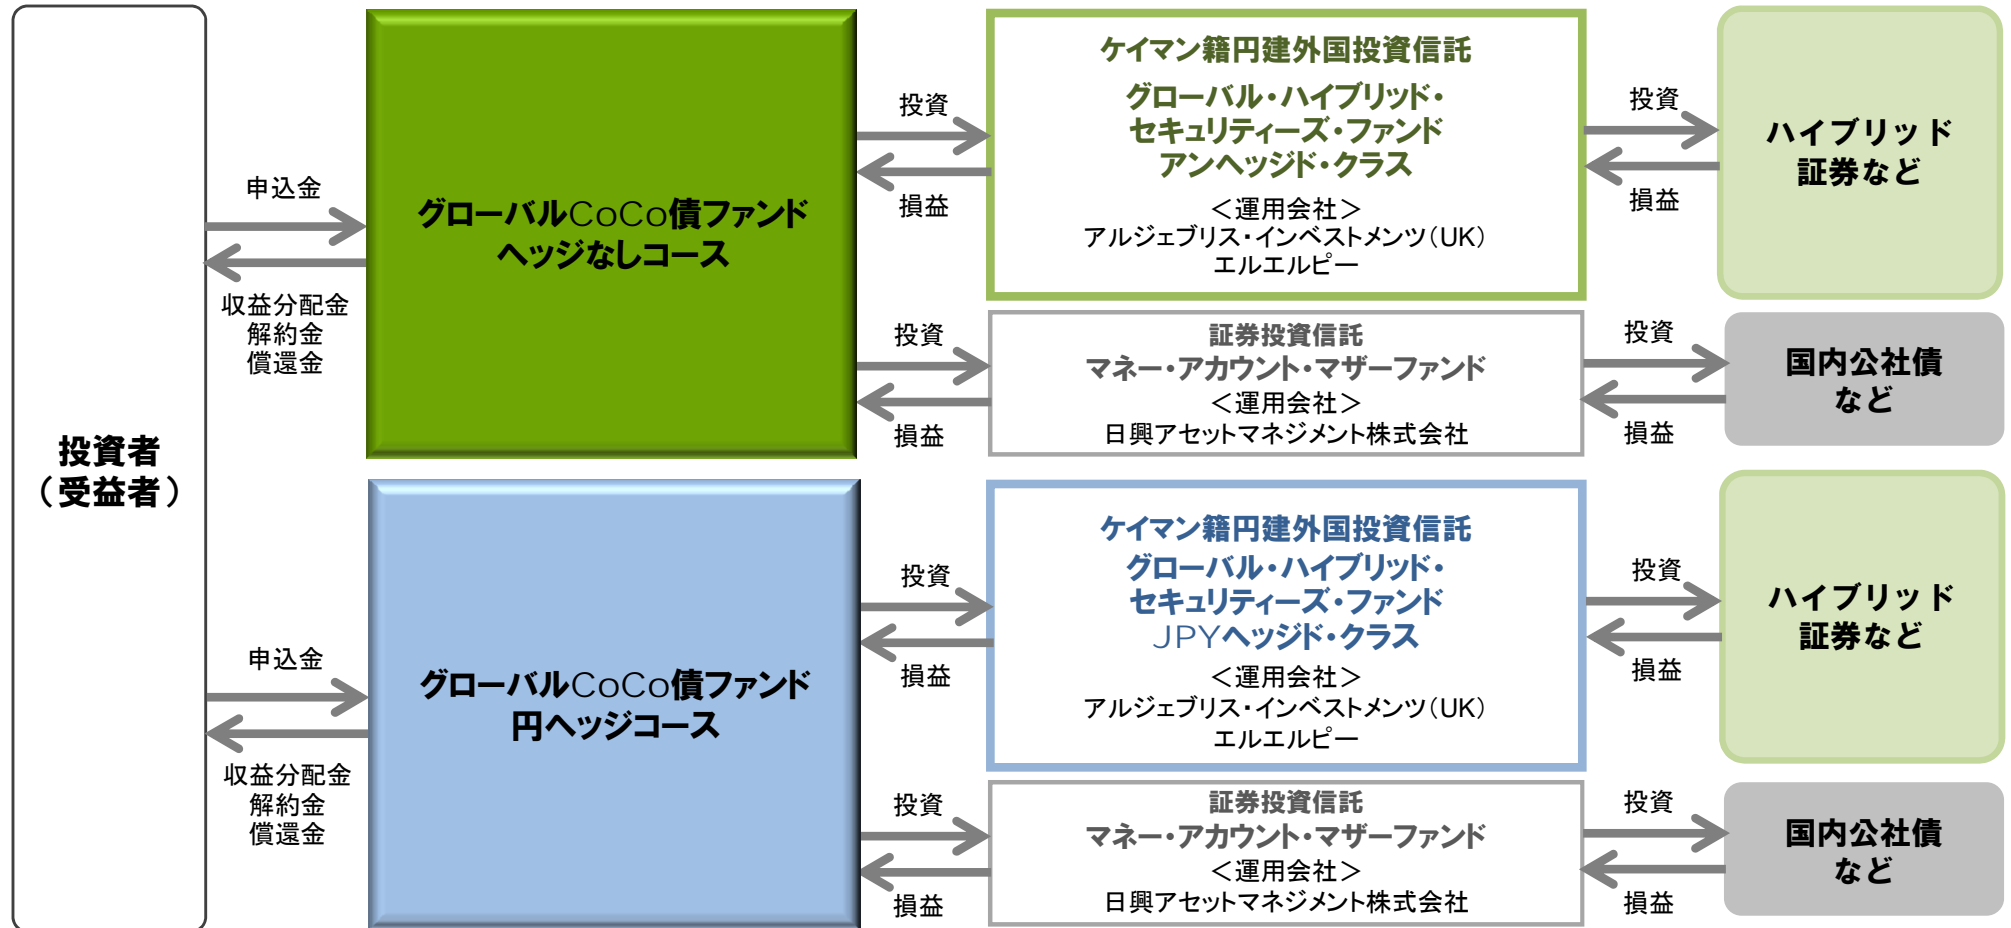 投資者
（受益者）
申込金
収益分配金
解約金
償還金
グローバルCoCo債ファンド
ヘッジなしコース
投資
損益
ケイマン籍円建外国投資信託
グローバル・ハイブリッド・
セキュリティーズ・ファンド
アンヘッジド・クラス
＜運用会社＞
アルジェブリス・インベストメンツ（UK）
エルエルピー
投資
損益
ハイブリッド
証券など
投資
損益
証券投資信託
マネー・アカウント・マザーファンド
＜運用会社＞
日興アセットマネジメント株式会社
投資
損益
国内公社債
など
申込金
収益分配金
解約金
償還金
グローバルCoCo債ファンド
円ヘッジコース
投資
損益
ケイマン籍円建外国投資信託
グローバル・ハイブリッド・
セキュリティーズ・ファンド
JPYヘッジド・クラス
＜運用会社＞
アルジェブリス・インベストメンツ（UK）
エルエルピー
投資
損益
ハイブリッド
証券など
投資
損益
証券投資信託
マネー・アカウント・マザーファンド
＜運用会社＞
日興アセットマネジメント株式会社
投資
損益
国内公社債
など